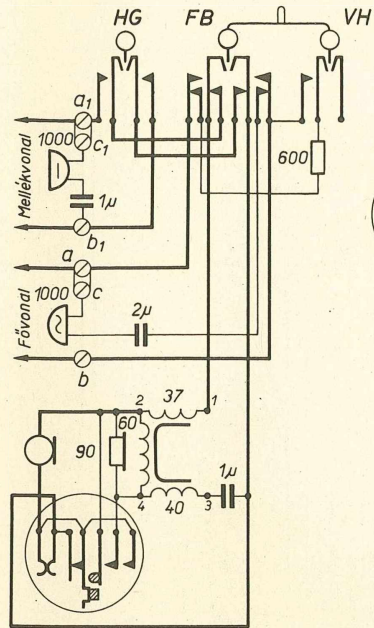 HG FB VH
a₁
1000 c₁
Mellékvonal
1µ
b₁
600
a
1000 c
Fővonal
2µ
b
2 37 1
60
90
4 40 3 1µ